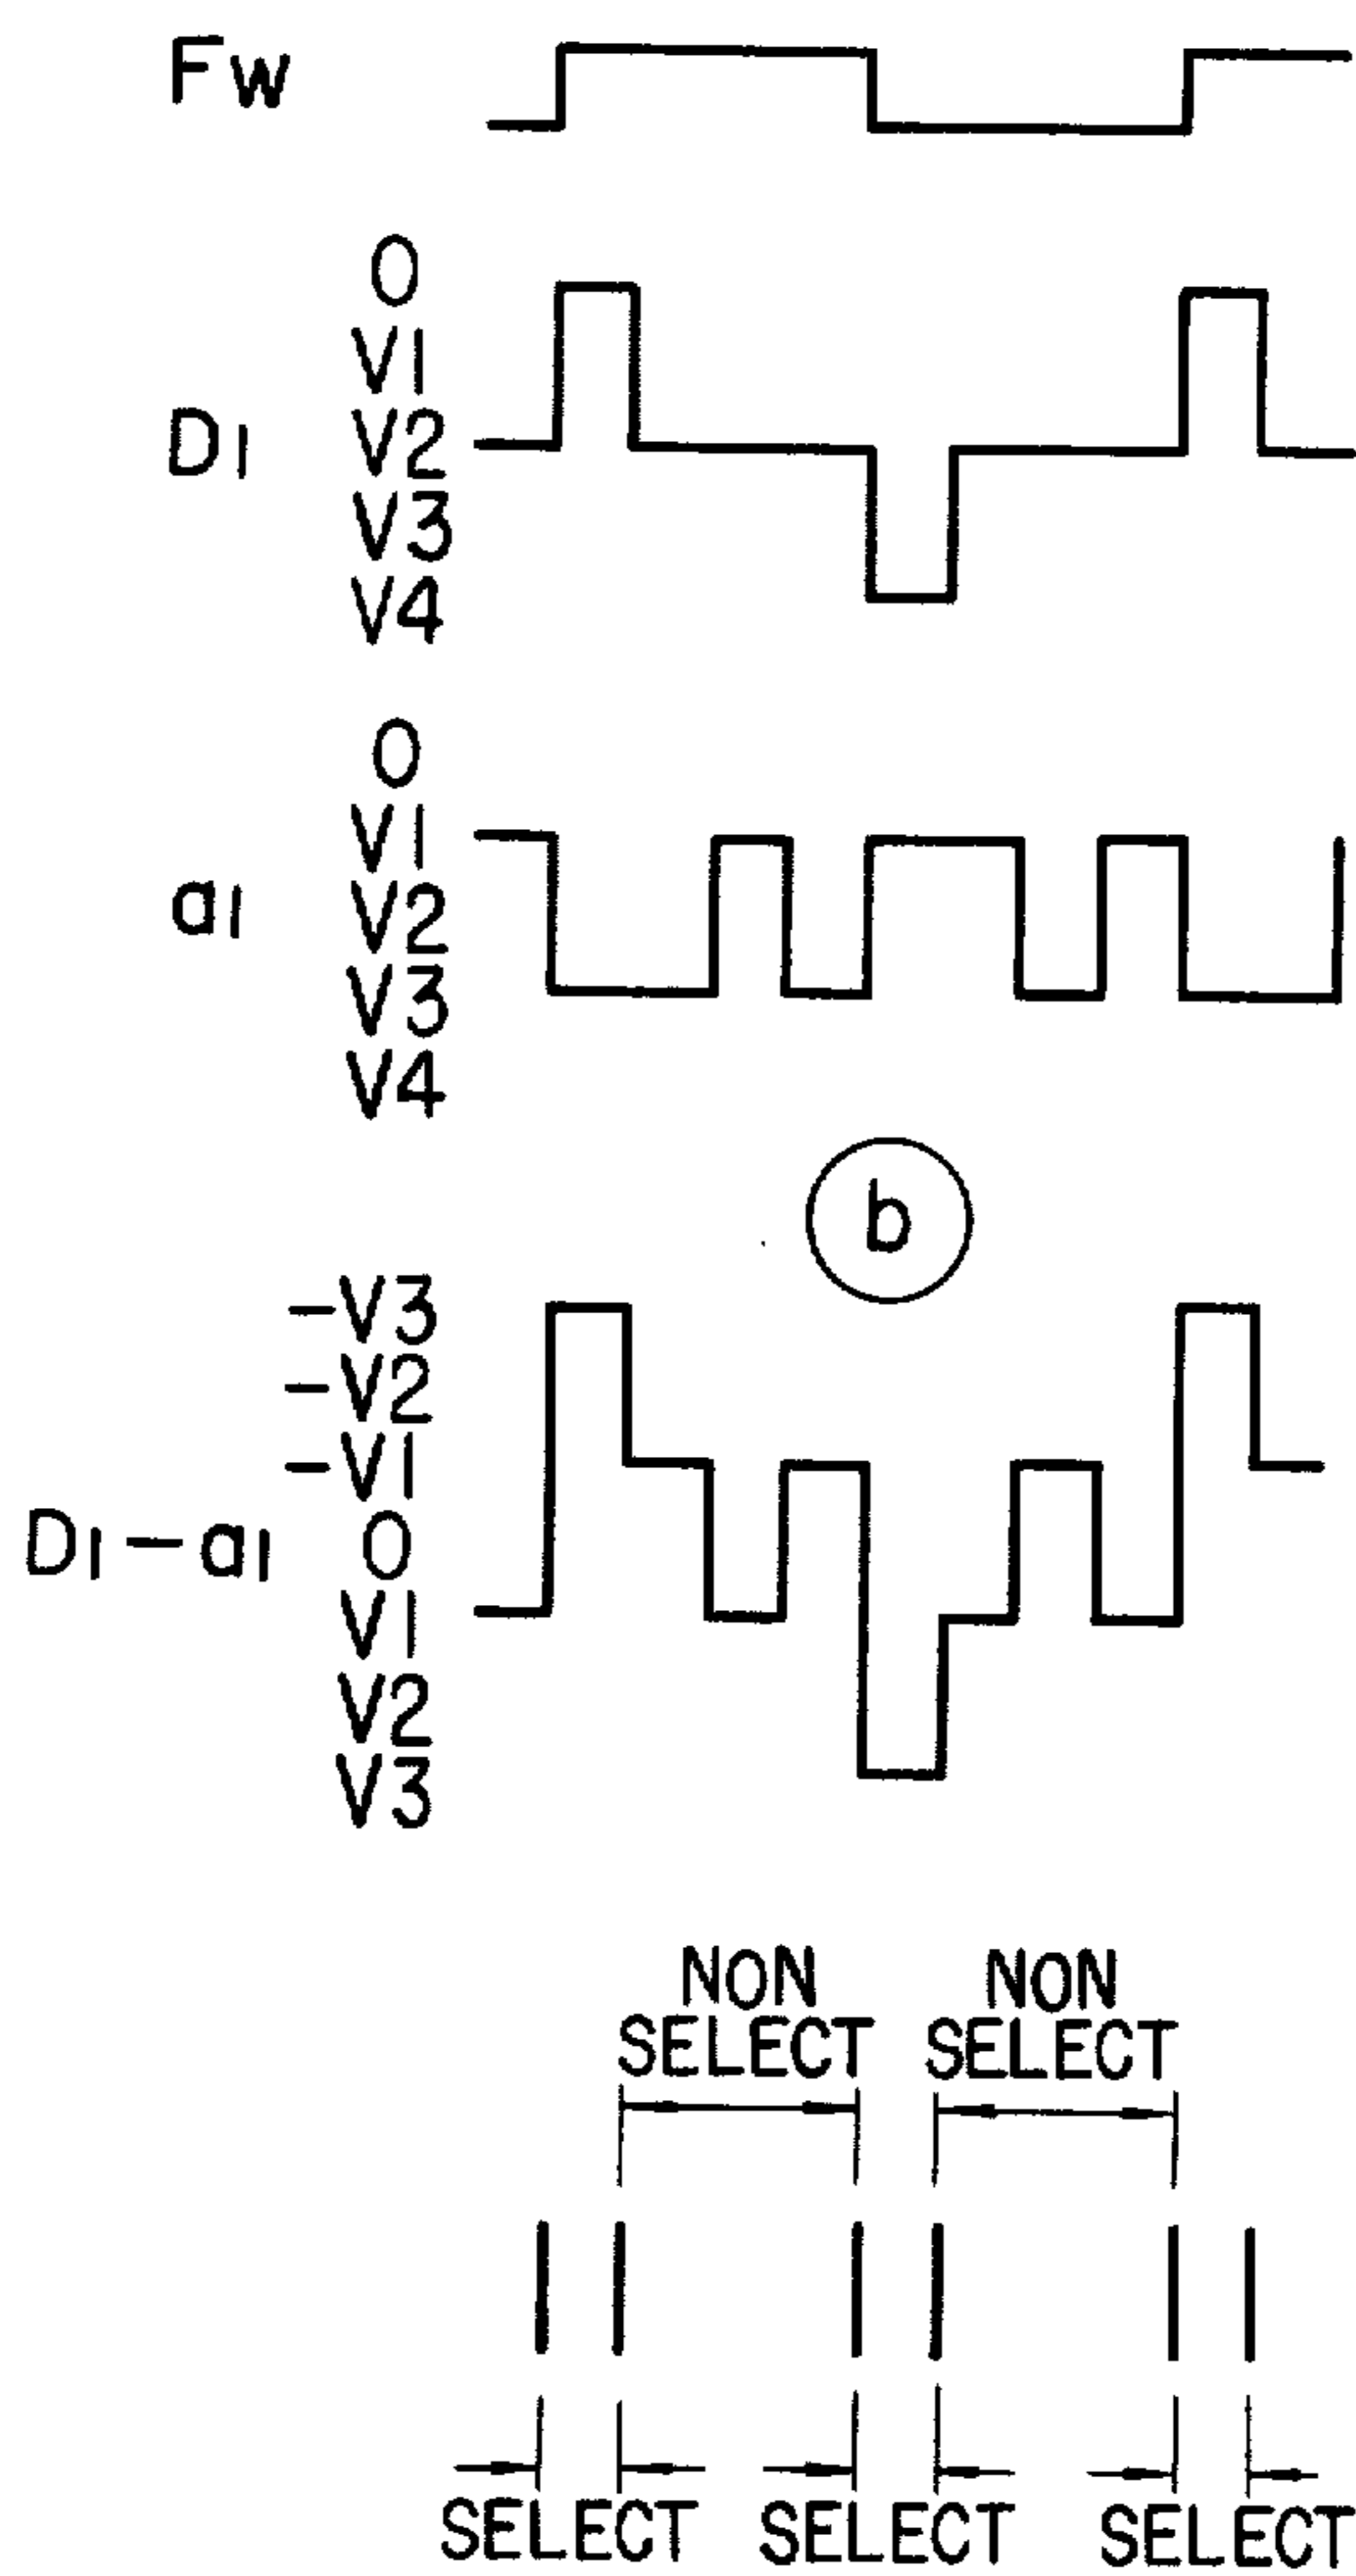 Fw
0
V1
D1 V2
V3
V4
0
V1
a1 V2
V3
V4
b
-V3
-V2
-V1
D1-a1 0
V1
V2
V3
NON SELECT
NON SELECT
SELECT SELECT SELECT